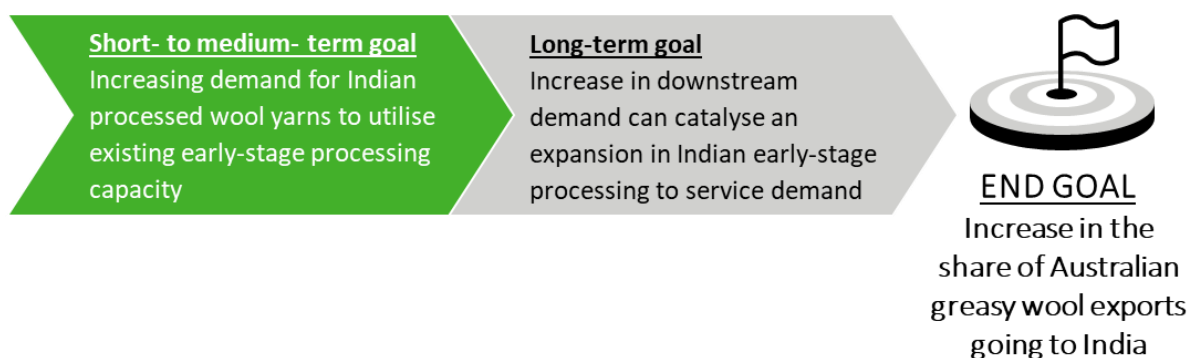 Short- to medium- term goal
Increasing demand for Indian
processed wool yarns to utilise
existing early-stage processing
capacity
Long-term goal
Increase in downstream
demand can catalyse an
expansion in Indian early-stage
processing to service demand
END GOAL
Increase in the
share of Australian
greasy wool exports
going to India